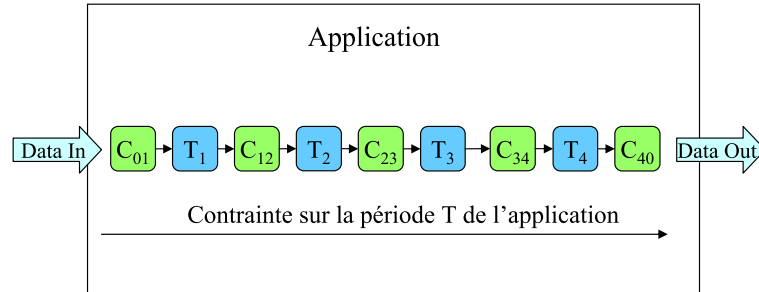 Application
Data In
C01
T1
C12
T2
C23
T3
C34
T4
C40
Data Out
Contrainte sur la période T de l’application